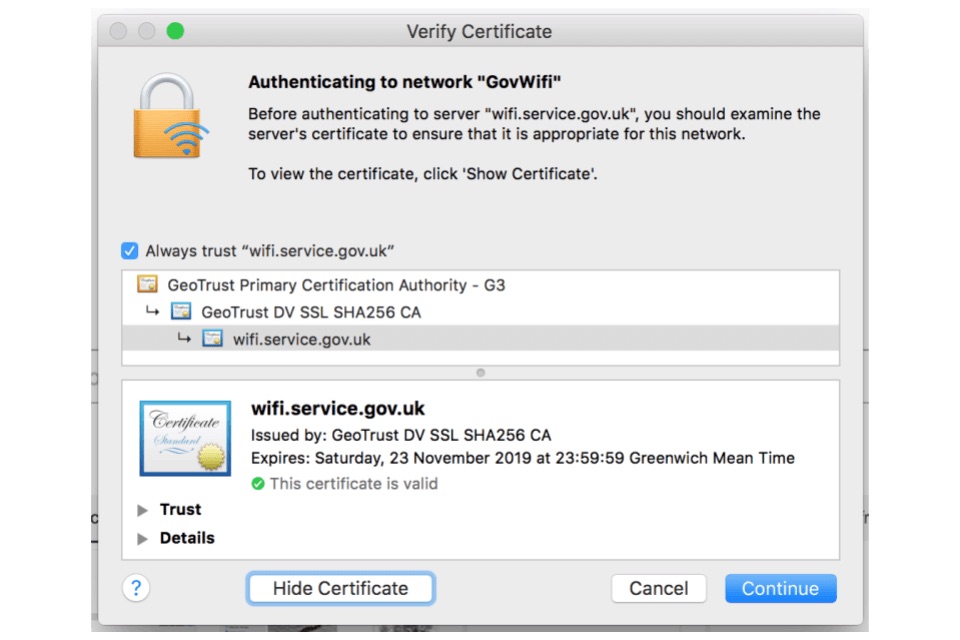 Verify Certificate
Authenticating to network "GovWifi"
Before authenticating to server "wifi.service.gov.uk", you should examine the
server's certificate to ensure that it is appropriate for this network.
To view the certificate, click 'Show Certificate'.
Always trust “wifi.service.gov.uk”
GeoTrust Primary Certification Authority - G3
GeoTrust DV SSL SHA256 CA
wifi.service.gov.uk
Certificate
Standard
wifi.service.gov.uk
Issued by: GeoTrust DV SSL SHA256 CA
Expires: Saturday, 23 November 2019 at 23:59:59 Greenwich Mean Time
This certificate is valid
Trust
Details
?
Hide Certificate
Cancel
Continue